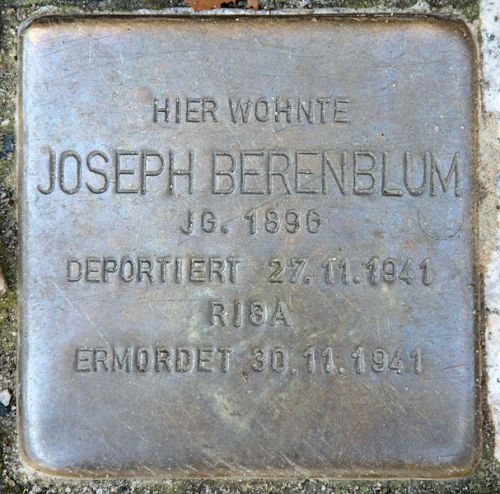 HIER WOHNTE
JOSEPH BERENBLUM
JG. 1896
DEPORTIERT 27.11.1941
RIGA
ERMORDET 30.11.1941